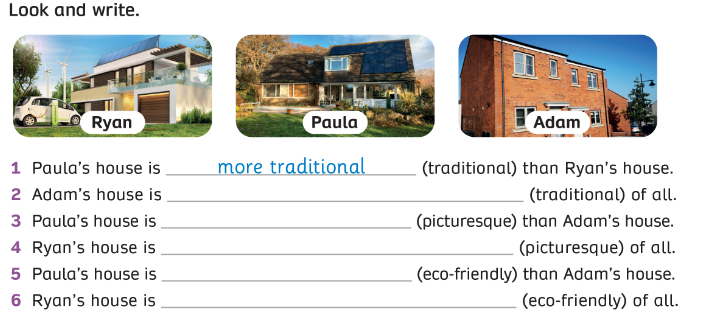 Look and write.
Ryan
Paula
Adam
1 Paula's house is more traditional (traditional) than Ryan's house.
2 Adam's house is (traditional) of all.
3 Paula's house is (picturesque) than Adam's house.
4 Ryan's house is (picturesque) of all.
5 Paula's house is (eco-friendly) than Adam's house.
6 Ryan's house is (eco-friendly) of all.